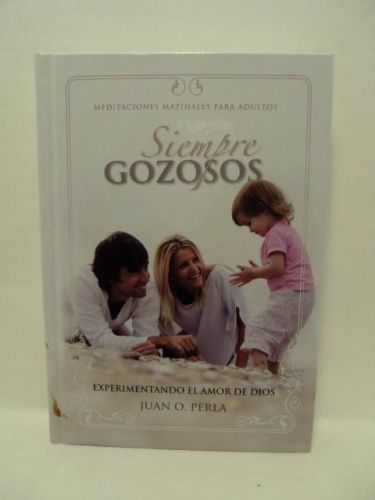 MEDITACIONES MATINALES PARA ADULTOS
Siempre
GOZOSOS
EXPERIMENTANDO EL AMOR DE DIOS
JUAN O. PERLA